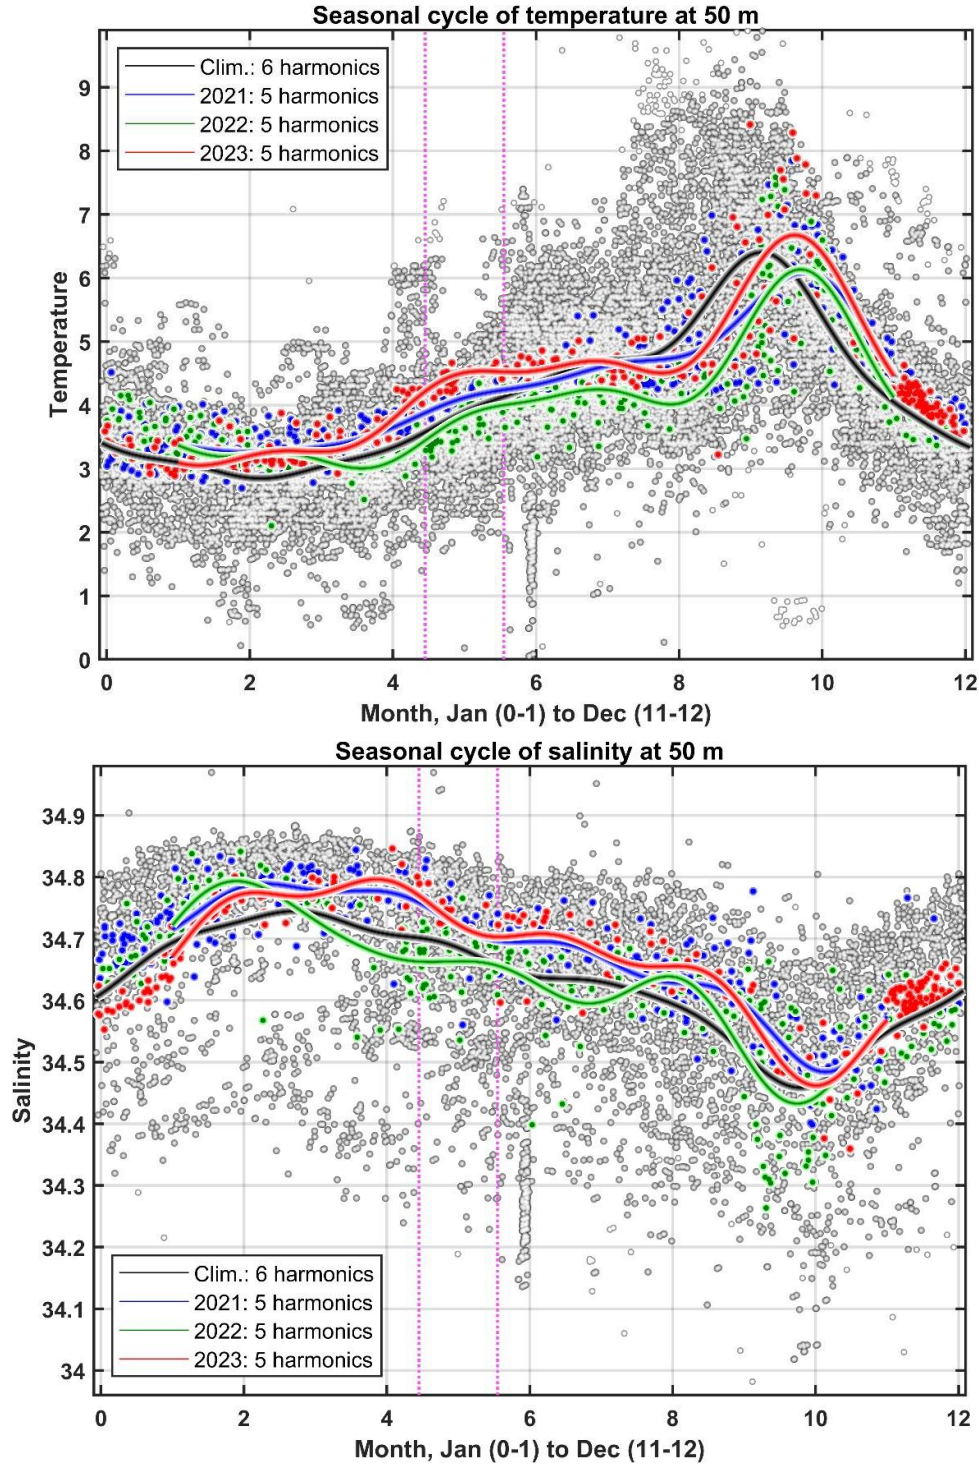 Seasonal cycle of temperature at 50 m
Clim.: 6 harmonics
2021: 5 harmonics
2022: 5 harmonics
2023: 5 harmonics
Temperature
9
8
7
6
5
4
3
2
1
0
0 2 4 6 8 10 12
Month, Jan (0-1) to Dec (11-12)
Seasonal cycle of salinity at 50 m
Salinity
34.9
34.8
34.7
34.6
34.5
34.4
34.3
34.2
34.1
34
Clim.: 6 harmonics
2021: 5 harmonics
2022: 5 harmonics
2023: 5 harmonics
0 2 4 6 8 10 12
Month, Jan (0-1) to Dec (11-12)